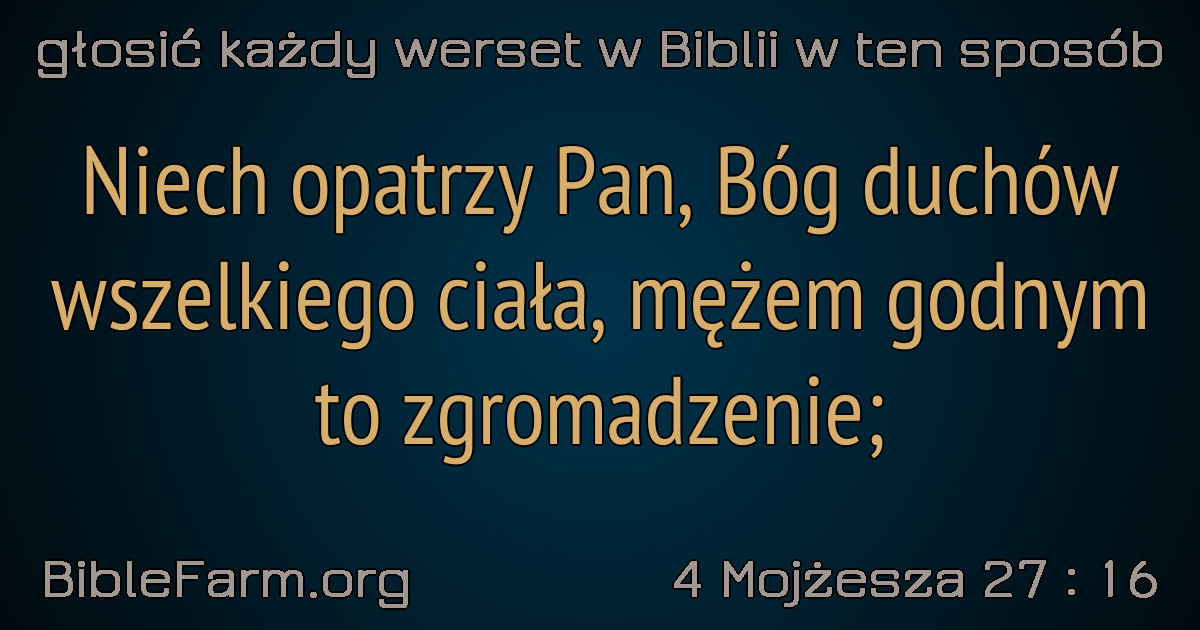 głosić każdy werset w Biblii w ten sposób
Niech opatrzy Pan, Bóg duchów
wszelkiego ciała, mężem godnym
to zgromadzenie;
BibleFarm.org
4 Mojżesza 27 : 16